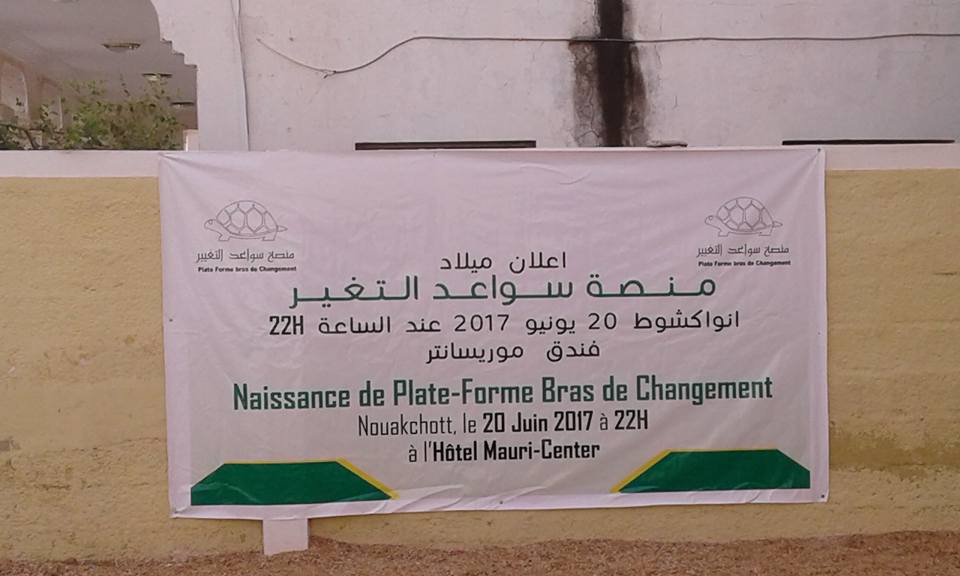 منصة سواعد التغيير
Plate Forme bras de Changement
منصة سواعد التغيير
Plate Forme bras de Changement
اعلان ميلاد
منصة سواعد التغير
انواكشوط 20 يونيو 2017 عند الساعة 22H
فندق موريسانتر
Naissance de Plate-Forme Bras de Changement
Nouakchott, le 20 Juin 2017 à 22H
à l'Hôtel Mauri-Center